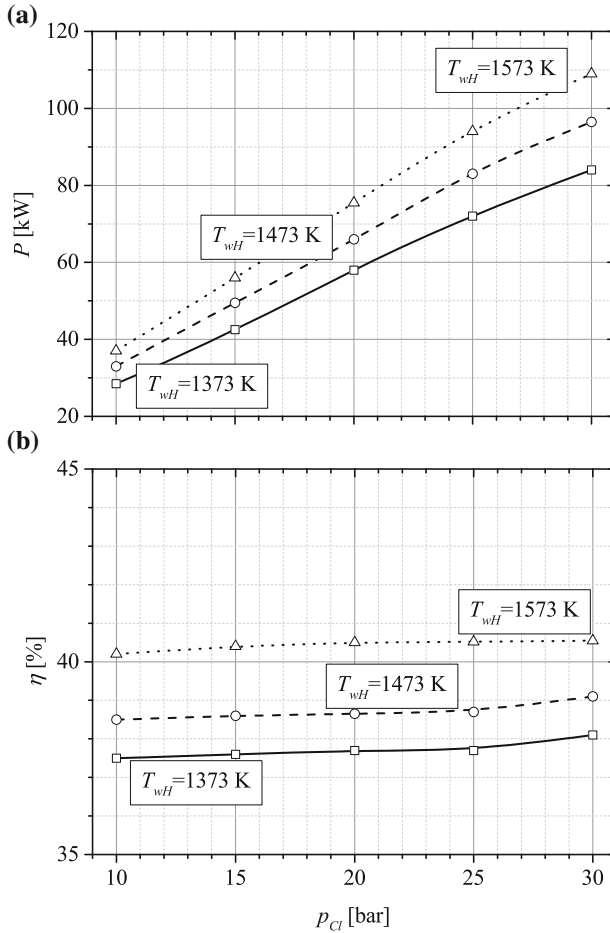 (a)
120
100
80
60
40
20
P [kW]
T_wH=1573 K
T_wH=1473 K
T_wH=1373 K
(b)
45
40
35
η [%]
T_wH=1573 K
T_wH=1473 K
T_wH=1373 K
10 15 20 25 30
p_Cl [bar]